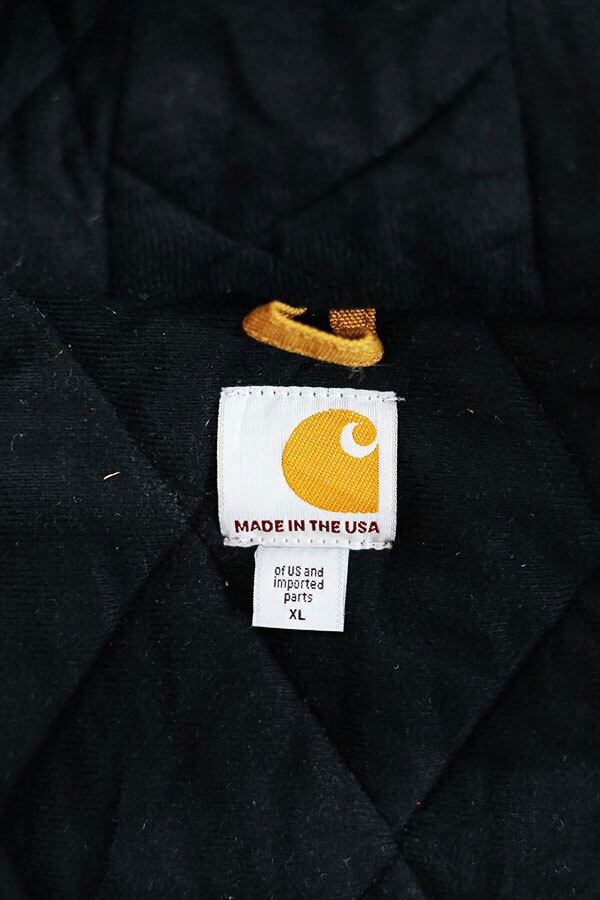 MADE IN THE USA
of US and
imported
parts
XL